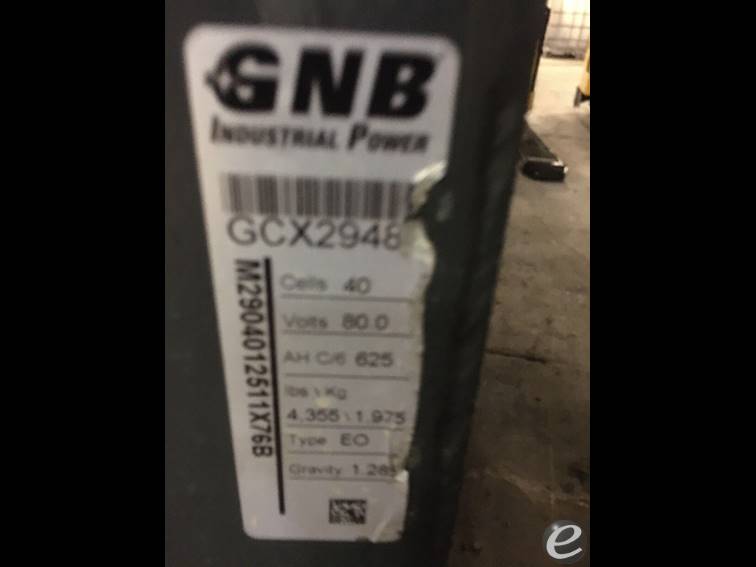 GNB
INDUSTRIAL POWER
GCX2948
Cells 40
Volts 80.0
AH C/6 625
lbs \ Kg
4,355 \ 1,975
Type EO
Gravity
M2904012511X76B
e